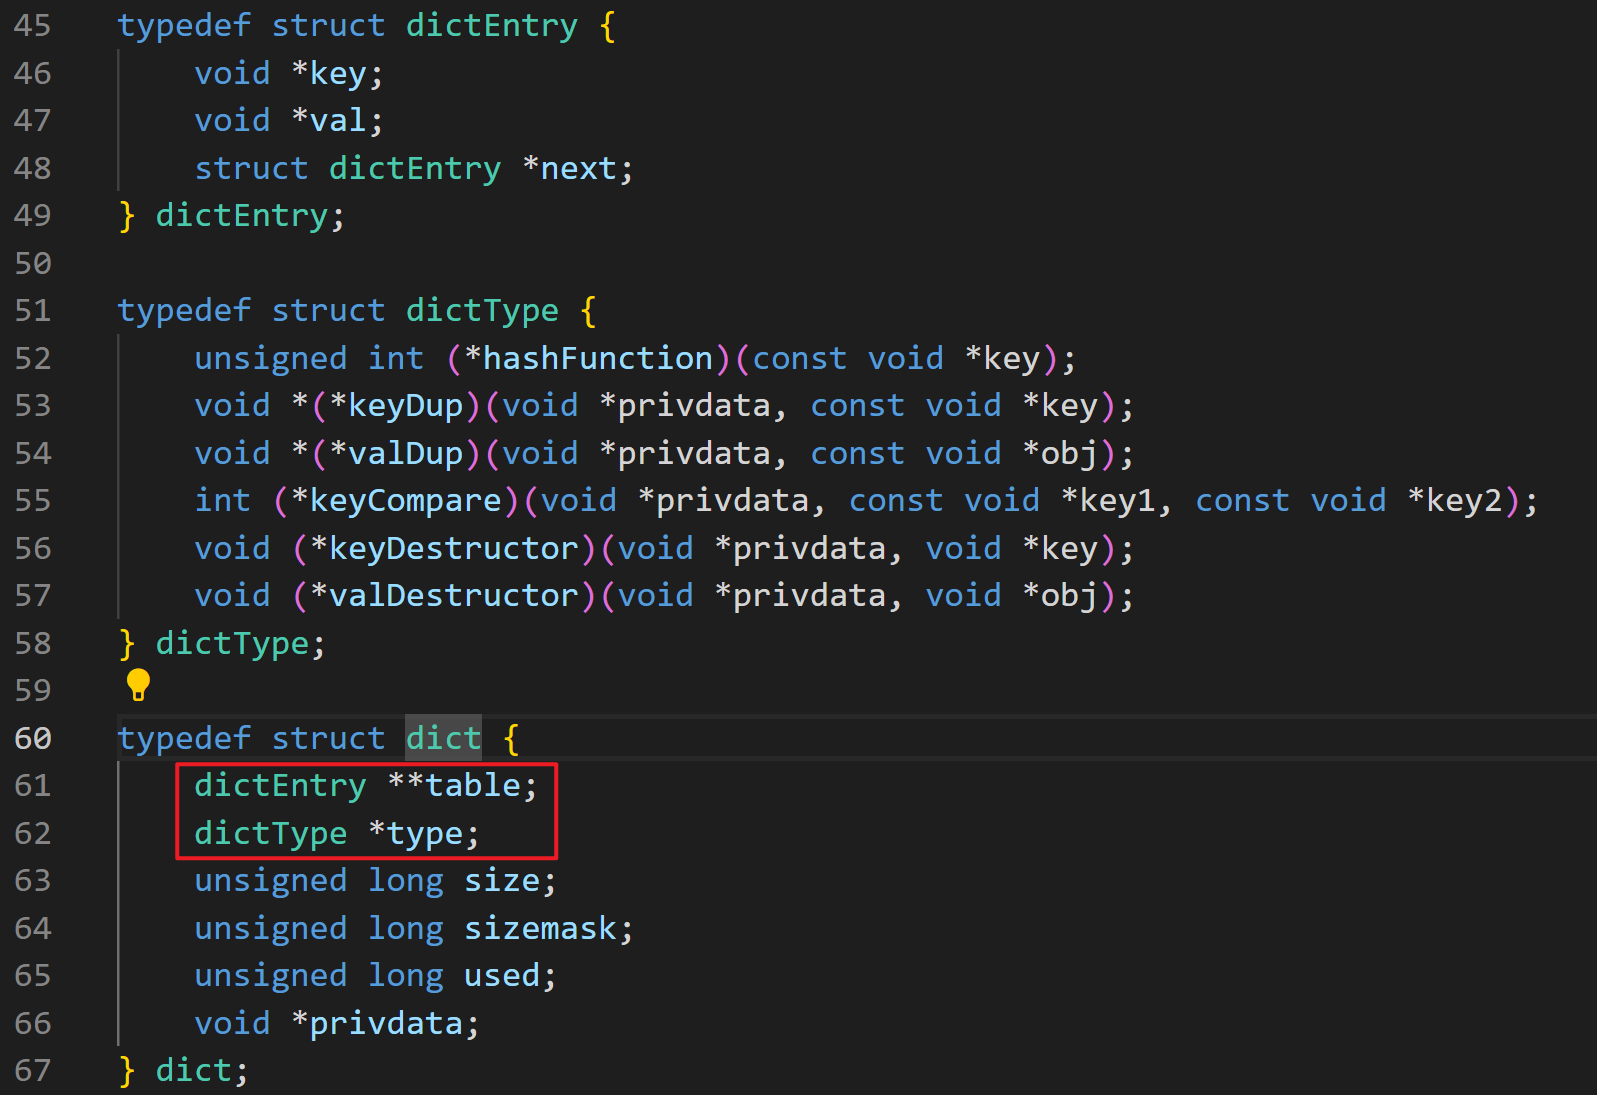 45 typedef struct dictEntry {
46     void *key;
47     void *val;
48     struct dictEntry *next;
49 } dictEntry;
50
51 typedef struct dictType {
52     unsigned int (*hashFunction)(const void *key);
53     void *(*keyDup)(void *privdata, const void *key);
54     void *(*valDup)(void *privdata, const void *obj);
55     int (*keyCompare)(void *privdata, const void *key1, const void *key2);
56     void (*keyDestructor)(void *privdata, void *key);
57     void (*valDestructor)(void *privdata, void *obj);
58 } dictType;
59
60 typedef struct dict {
61     dictEntry **table;
62     dictType *type;
63     unsigned long size;
64     unsigned long sizemask;
65     unsigned long used;
66     void *privdata;
67 } dict;